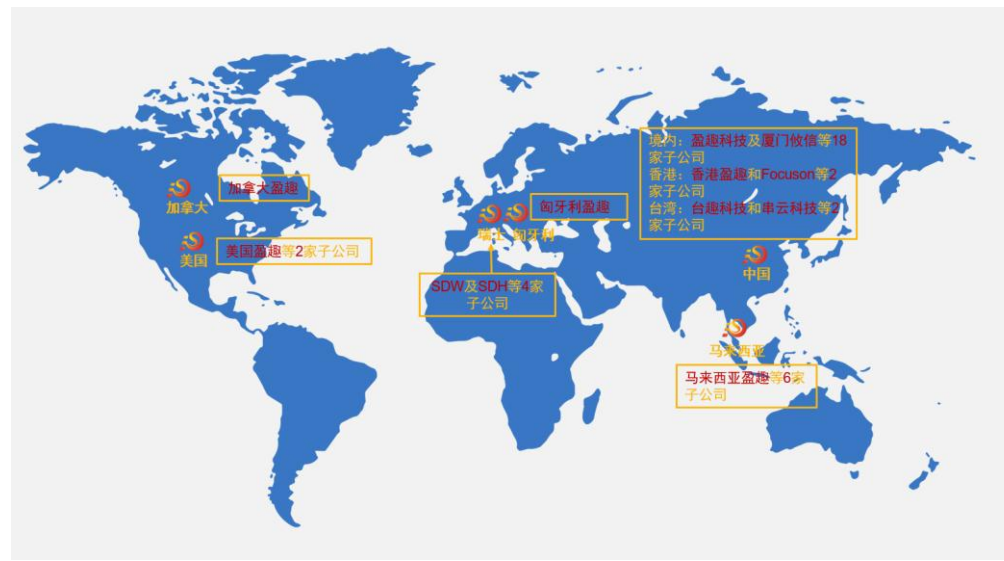 境内：盈趣科技及厦门攸信等18
家子公司
香港：香港盈趣和Focuson等2
家子公司
台湾：台趣科技和串云科技等2
家子公司
加拿大盈趣
加拿大
匈牙利盈趣
瑞士
匈牙利
美国盈趣等2家子公司
美国
中国
SDW及SDH等4家
子公司
马来西亚
马来西亚盈趣等6家
子公司